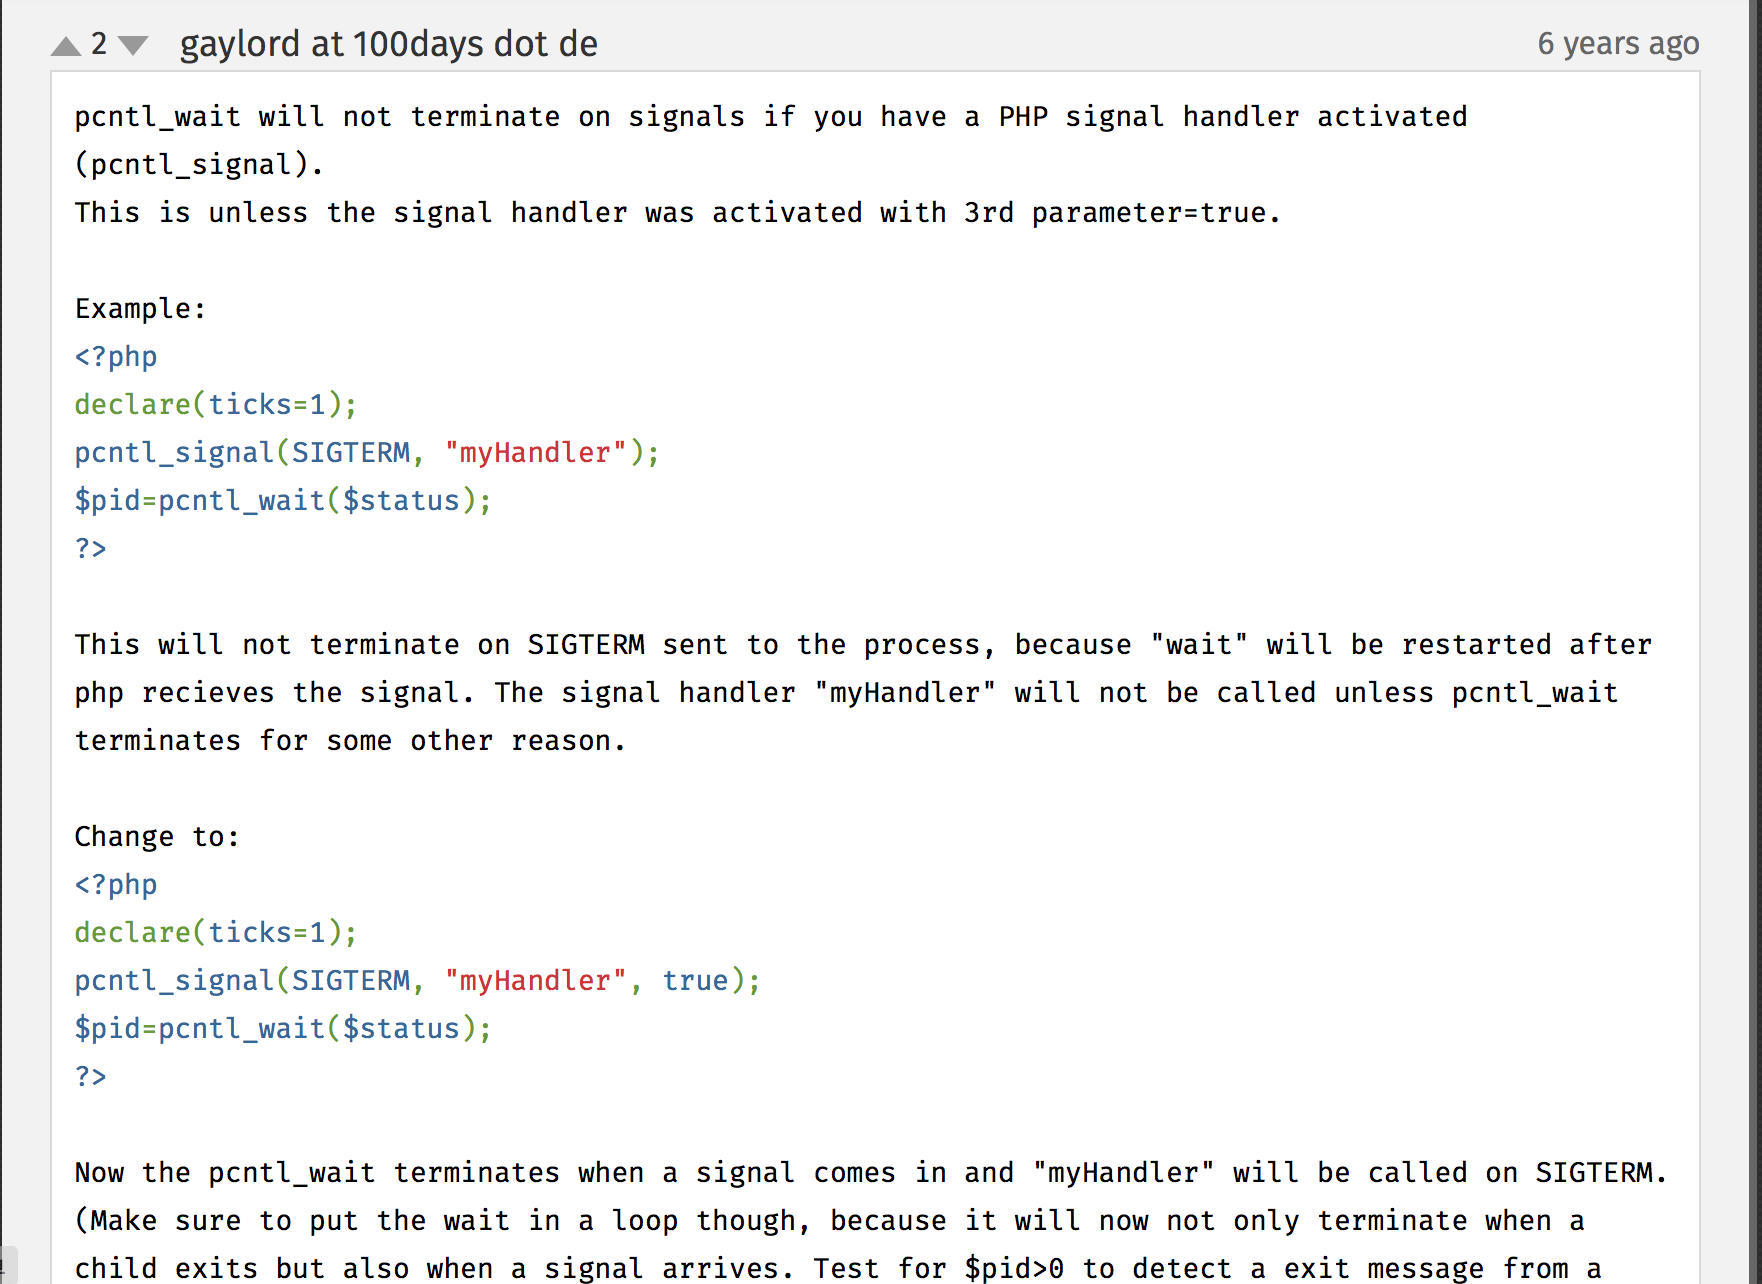 2 gaylord at 100days dot de 6 years ago
pcntl_wait will not terminate on signals if you have a PHP signal handler activated
(pcntl_signal).
This is unless the signal handler was activated with 3rd parameter=true.
Example:
<?php
declare(ticks=1);
pcntl_signal(SIGTERM, "myHandler");
$pid=pcntl_wait($status);
?>
This will not terminate on SIGTERM sent to the process, because "wait" will be restarted after
php recieves the signal. The signal handler "myHandler" will not be called unless pcntl_wait
terminates for some other reason.
Change to:
<?php
declare(ticks=1);
pcntl_signal(SIGTERM, "myHandler", true);
$pid=pcntl_wait($status);
?>
Now the pcntl_wait terminates when a signal comes in and "myHandler" will be called on SIGTERM.
(Make sure to put the wait in a loop though, because it will now not only terminate when a
child exits but also when a signal arrives. Test for $pid>0 to detect a exit message from a